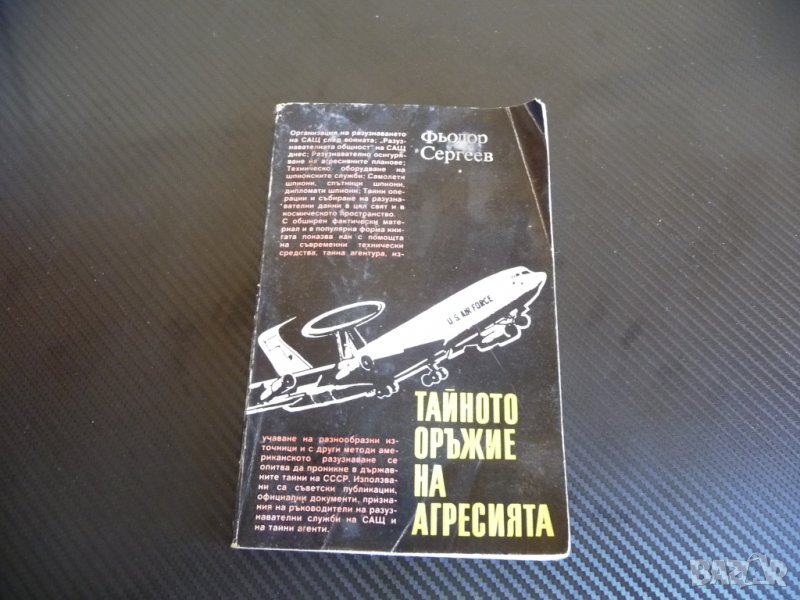 Организация на разузнаването
на САЩ след войната; „Разуз-
навателната общност" на САЩ
днес; Разузнавателно осигуря-
ване на агресивните планове;
Техническо оборудване на
шпионските служби; Самолети
шпиони, спътници шпиони,
дипломати шпиони; Тайни опе-
рации и събиране на разузна-
вателни данни в цял свят и в
космическото пространство.
С обширен фактически мате-
риал и в популярна форма кни-
гата показва как с помощта
на съвременни технически
средства, тайна агентура, из-
Фьодор
Сергеев
U.S. AIR FORCE
ТАЙНОТО
ОРЪЖИЕ
НА
АГРЕСИЯТА
учаване на разнообразни из-
точници и с други методи аме-
риканското разузнаване се
опитва да проникне в държав-
ните тайни на СССР. Използва-
ни са съветски публикации,
официални документи, призна-
ния на ръководители на разуз-
навателни служби на САЩ и
на тайни агенти.
BAZAR